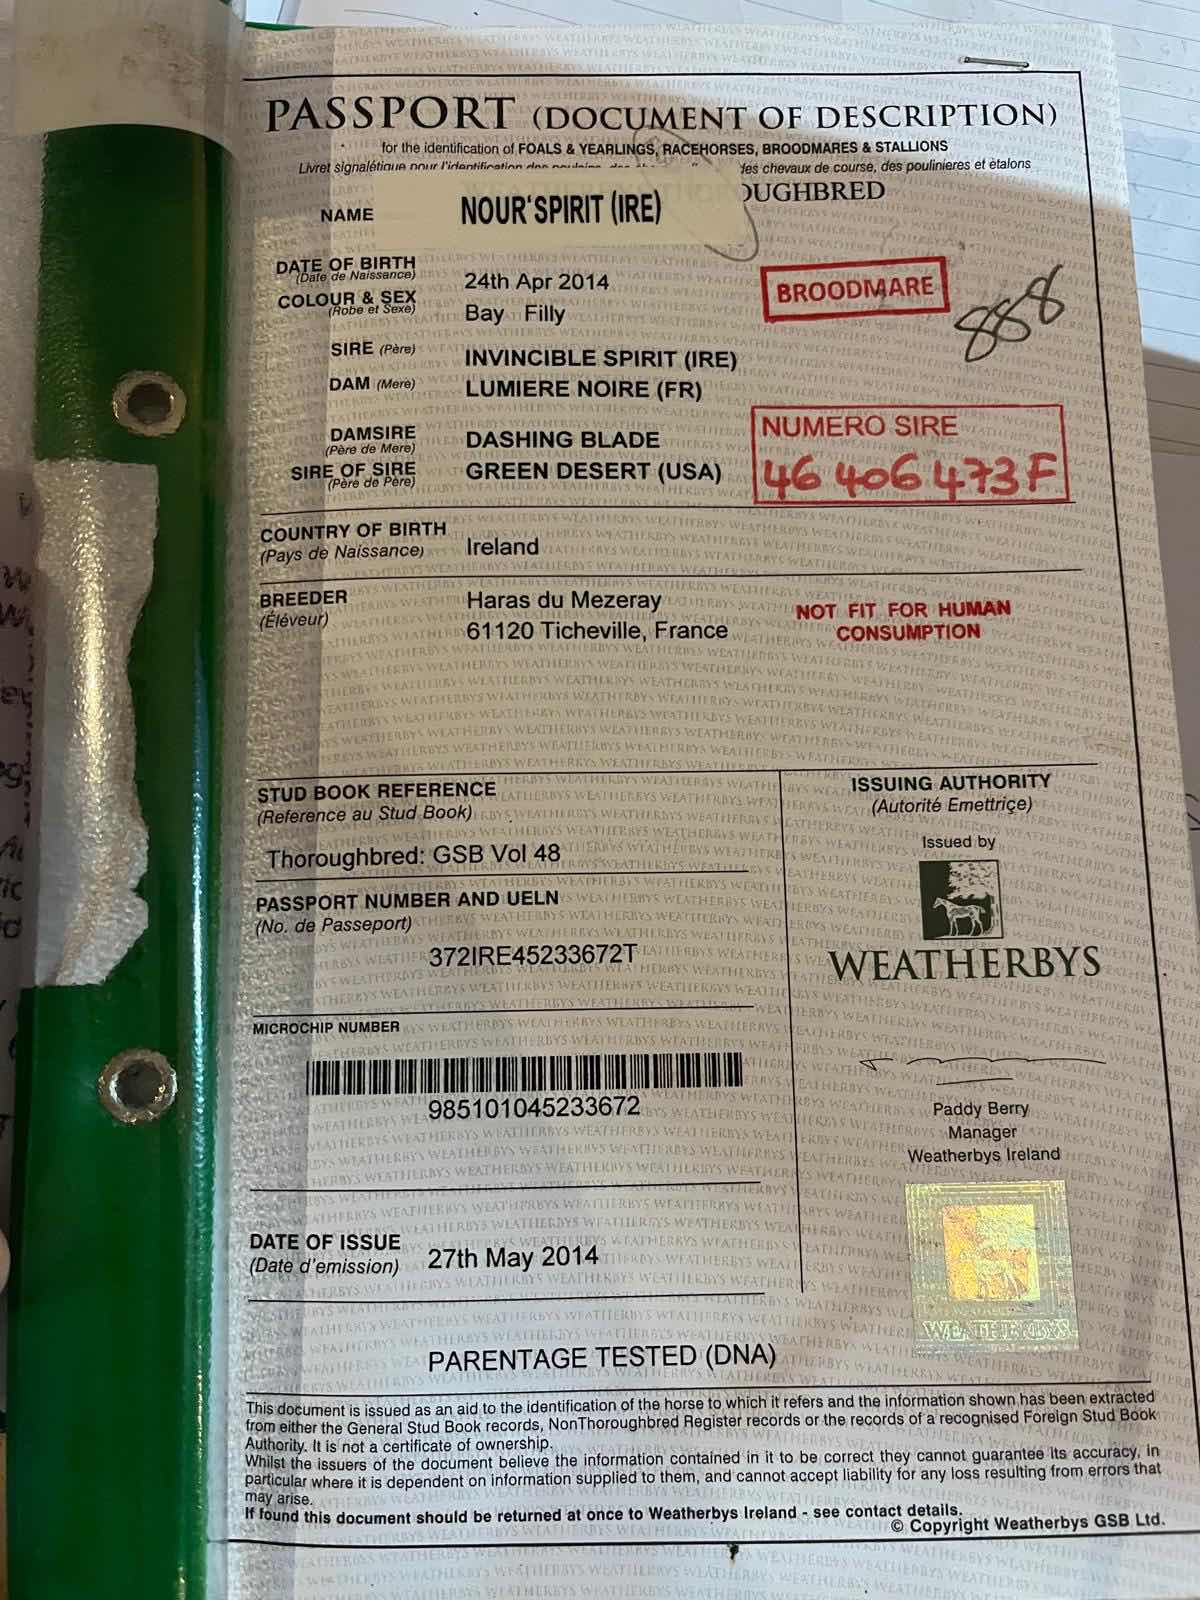 PASSPORT (DOCUMENT OF DESCRIPTION)
for the identification of FOALS & YEARLINGS, RACEHORSES, BROODMARES & STALLIONS
Livret signalétique pour l'identification des poulains, des chevaux de course, des poulinieres et ètalons
OUGHBRED
NAME NOUR'SPIRIT (IRE)
DATE OF BIRTH 24th Apr 2014
(Date de Naissance)
COLOUR & SEX Bay Filly
(Robe et Sexe)
BROODMARE
888
SIRE (Père) INVINCIBLE SPIRIT (IRE)
DAM (Mere) LUMIERE NOIRE (FR)
DAMSIRE DASHING BLADE
(Père de Mere)
SIRE OF SIRE GREEN DESERT (USA)
(Père de Père)
NUMERO SIRE
46 406 473F
COUNTRY OF BIRTH
(Pays de Naissance) Ireland
BREEDER Haras du Mezeray
(Éléveur) 61120 Ticheville, France
NOT FIT FOR HUMAN
CONSUMPTION
STUD BOOK REFERENCE
(Reference au Stud Book)
Thoroughbred: GSB Vol 48
PASSPORT NUMBER AND UELN
(No. de Passeport)
372IRE45233672T
MICROCHIP NUMBER
985101045233672
DATE OF ISSUE
(Date d'emission) 27th May 2014
ISSUING AUTHORITY
(Autorité Emettriçe)
Issued by
WEATHERBYS
Paddy Berry
Manager
Weatherbys Ireland
WEATHERBYS
PARENTAGE TESTED (DNA)
This document is issued as an aid to the identification of the horse to which it refers and the information shown has been extracted
from either the General Stud Book records, NonThoroughbred Register records or the records of a recognised Foreign Stud Book
Authority. It is not a certificate of ownership.
Whilst the issuers of the document believe the information contained in it to be correct they cannot guarantee its accuracy, in
particular where it is dependent on information supplied to them, and cannot accept liability for any loss resulting from errors that
may arise.
If found this document should be returned at once to Weatherbys Ireland - see contact details.
© Copyright Weatherbys GSB Ltd.